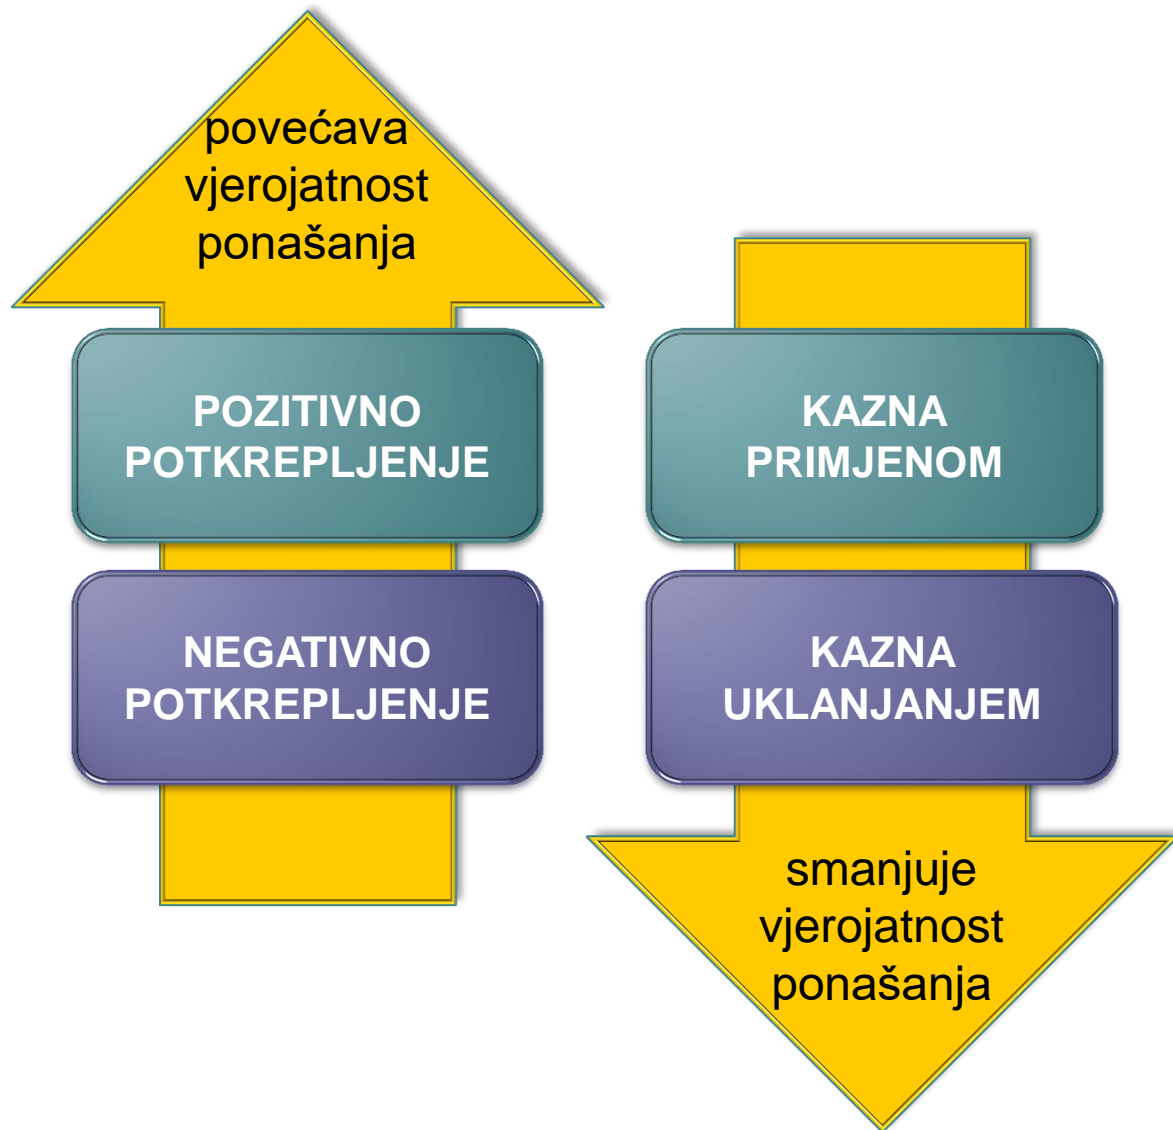 povećava
vjerojatnost
ponašanja
POZITIVNO
POTKREPLJENJE
NEGATIVNO
POTKREPLJENJE
KAZNA
PRIMJENOM
KAZNA
UKLANJANJEM
smanjuje
vjerojatnost
ponašanja